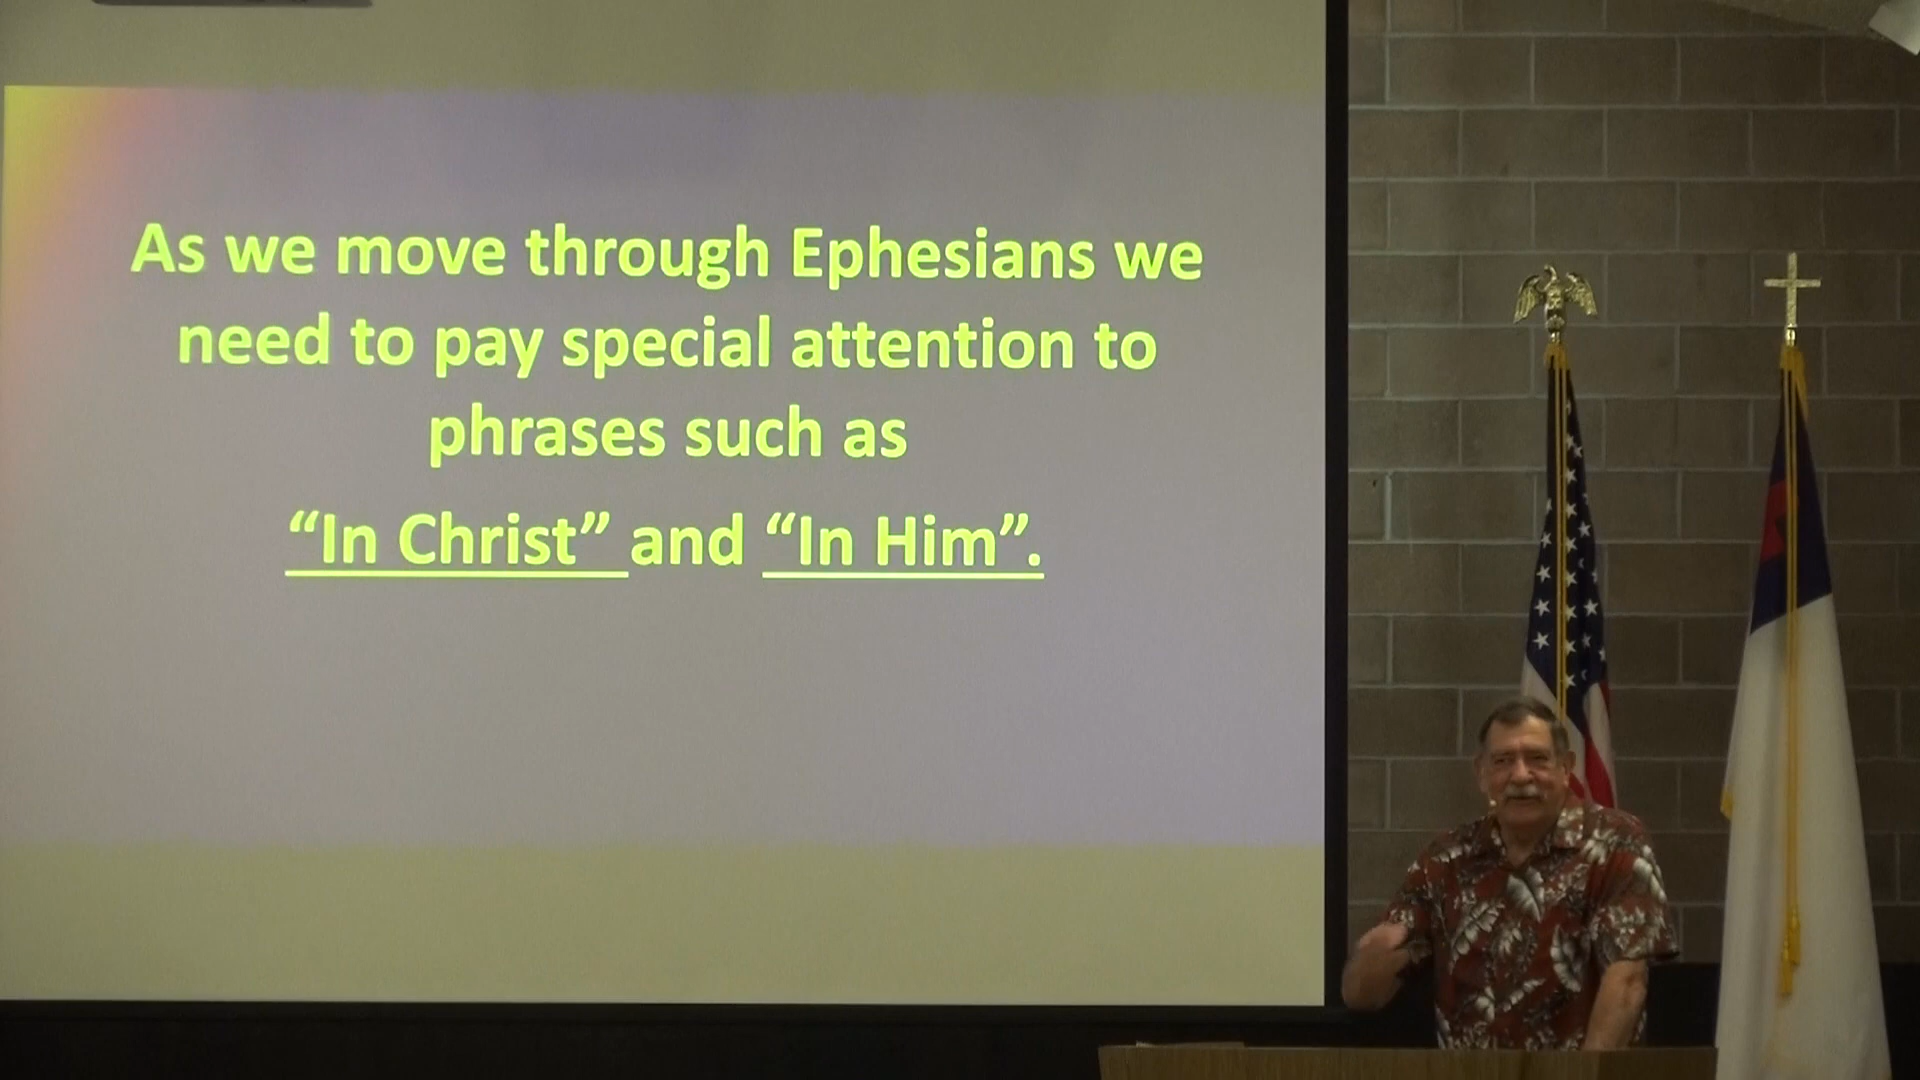 As we move through Ephesians we
need to pay special attention to
phrases such as
“In Christ” and “In Him”.